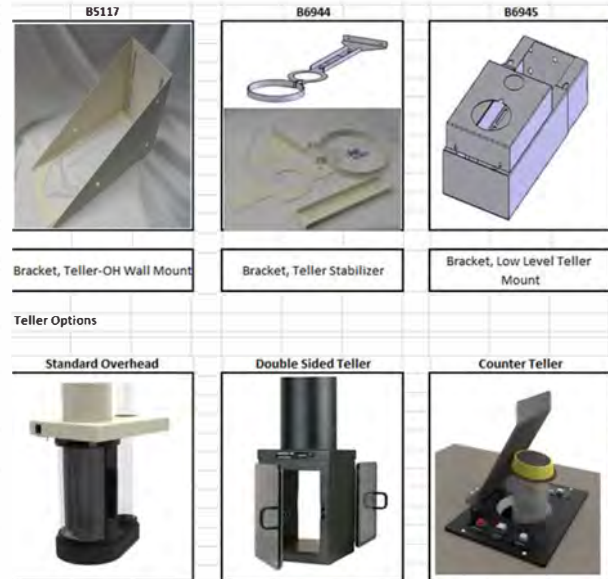 B5117
B6944
B6945
Bracket, Teller-OH Wall Mount
Bracket, Teller Stabilizer
Bracket, Low Level Teller
Mount
Teller Options
Standard Overhead
Double Sided Teller
Counter Teller